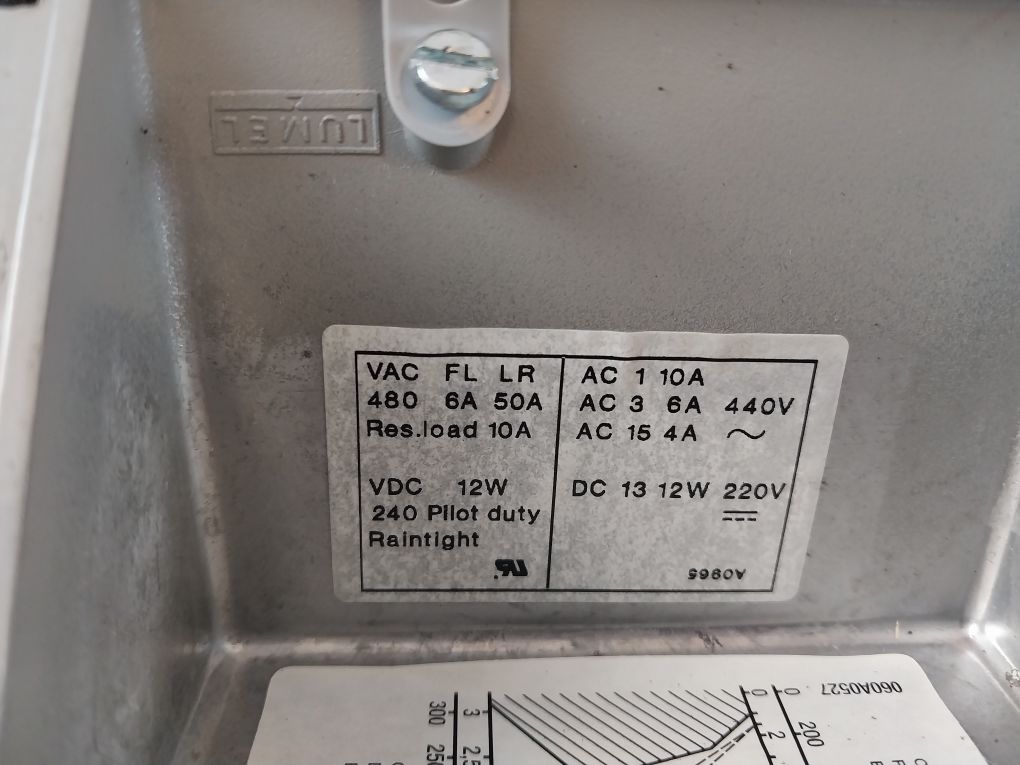 LUMEL
VAC FL LR
480 6A 50A
Res.load 10A
VDC 12W
240 Pilot duty
Raintight
AC 1 10A
AC 3 6A 440V
AC 15 4A ~
DC 13 12W 220V
A0965
060A0527
300 3 0 0
2 200
2,5